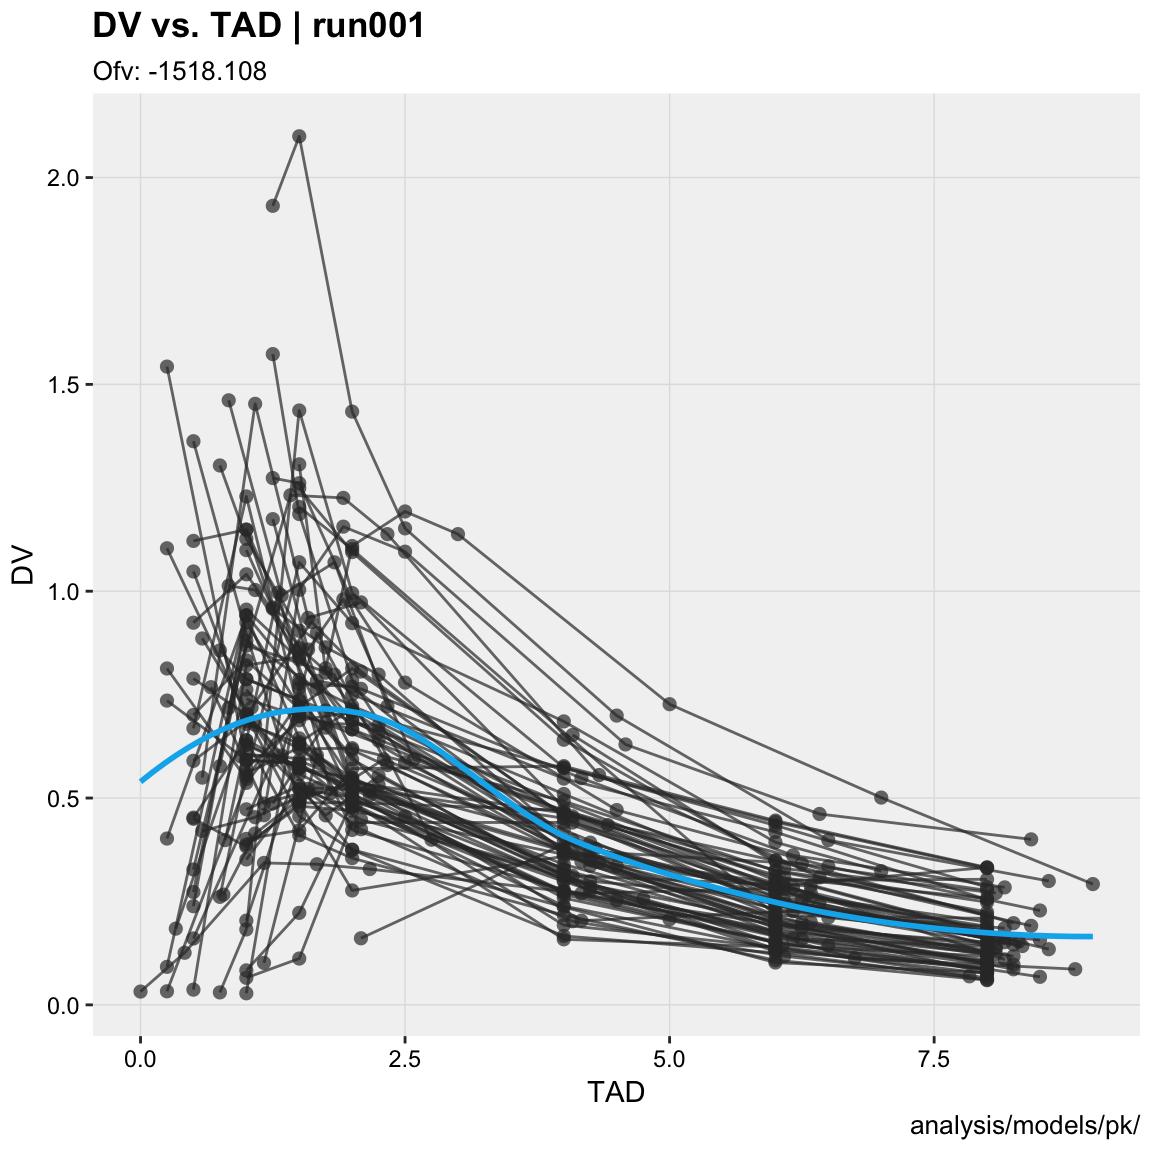 DV vs. TAD | run001
Ofv: -1518.108
2.0
1.5
1.0
0.5
0.0
DV
0.0 2.5 5.0 7.5
TAD
analysis/models/pk/